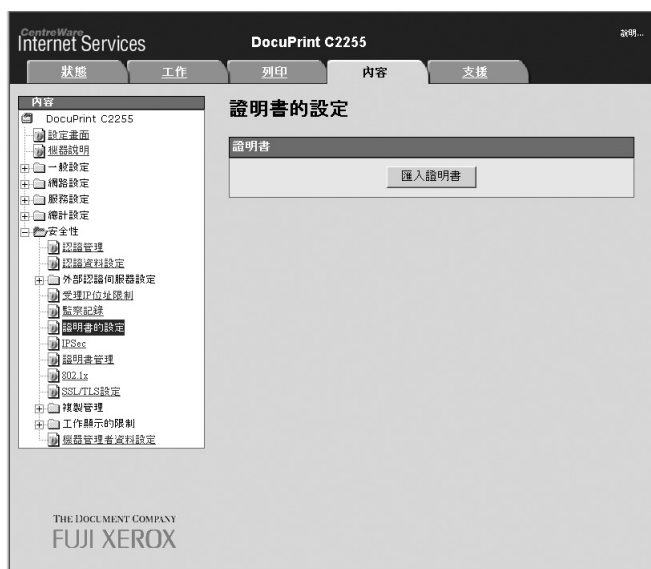 CentreWare
Internet Services
DocuPrint C2255
說明...
狀態
工作
列印
內容
支援
內容
DocuPrint C2255
設定畫面
機器說明
一般設定
網路設定
服務設定
總計設定
安全性
認證管理
認證資料設定
外部認證伺服器設定
受理IP位址限制
監察記錄
證明書的設定
IPSec
證明書管理
802.1x
SSL/TLS設定
複製管理
工作顯示的限制
機器管理者資料設定
證明書的設定
證明書
匯入證明書
THE DOCUMENT COMPANY
FUJI XEROX